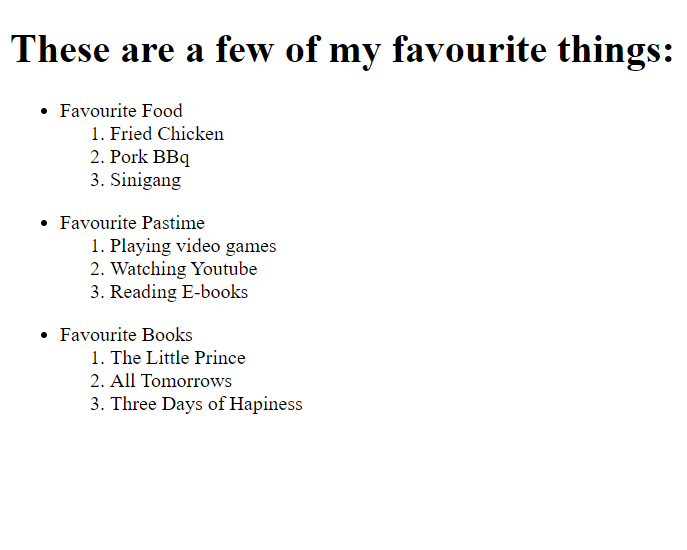 These are a few of my favourite things:
• Favourite Food
1. Fried Chicken
2. Pork BBq
3. Sinigang
• Favourite Pastime
1. Playing video games
2. Watching Youtube
3. Reading E-books
• Favourite Books
1. The Little Prince
2. All Tomorrows
3. Three Days of Hapiness